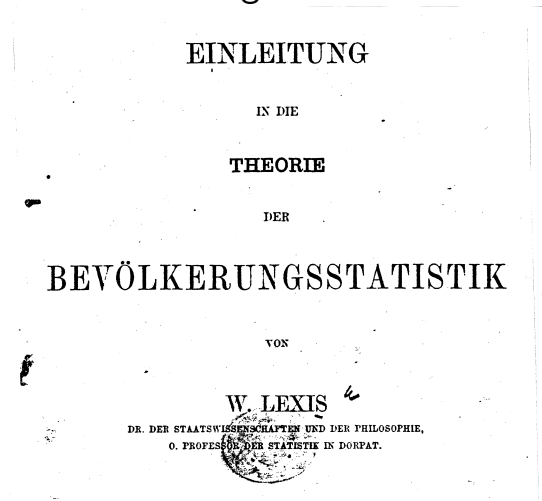 EINLEITUNG
IN DIE
THEORIE
DER
BEVÖLKERUNGSSTATISTIK
VON
W. LEXIS
DR. DER STAATSWISSENSCHAFTEN UND DER PHILOSOPHIE,
O. PROFESSOR DER STATISTIK IN DORPAT.